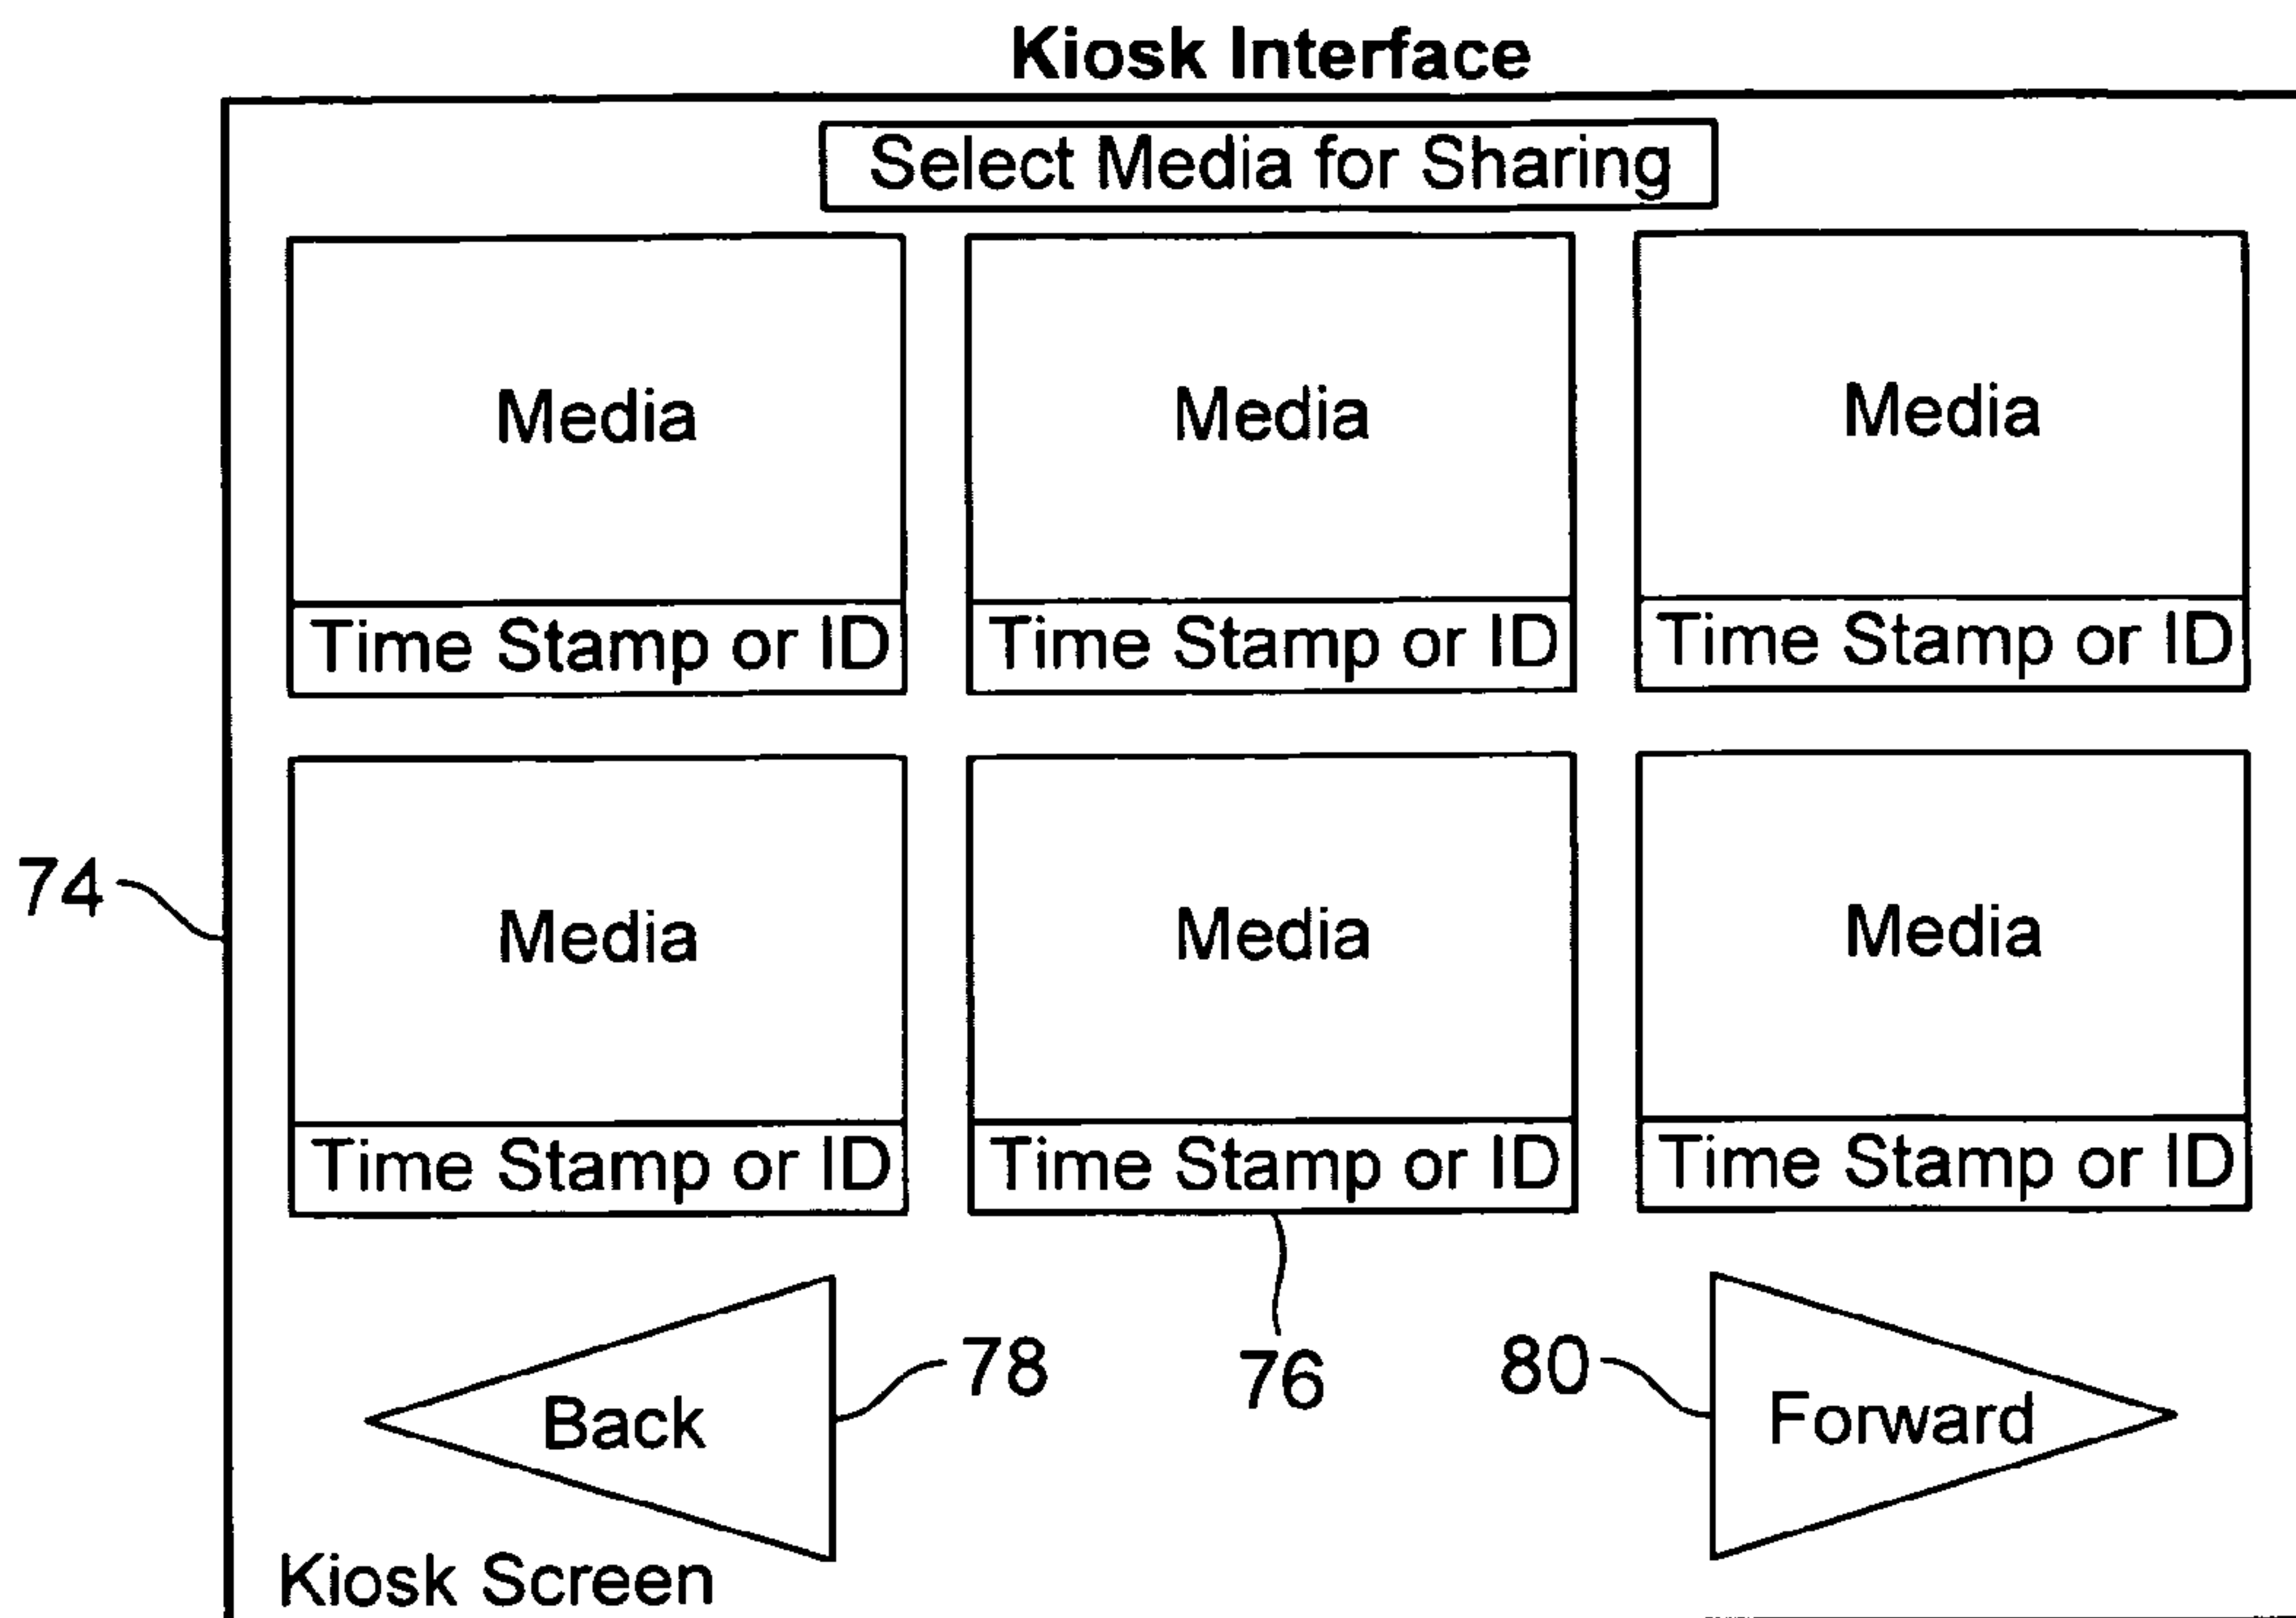 Kiosk Interface
Select Media for Sharing
Media Media Media
Time Stamp or ID Time Stamp or ID Time Stamp or ID
74
Media Media Media
Time Stamp or ID Time Stamp or ID Time Stamp or ID
78 76 80
Back Forward
Kiosk Screen